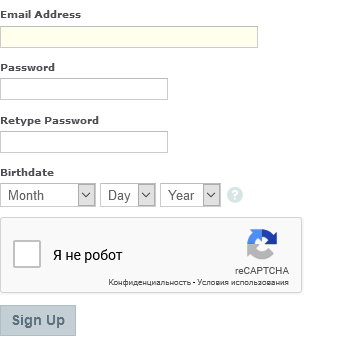 Email Address
Password
Retype Password
Birthdate
Month Day Year ?
Я не робот
reCAPTCHA
Конфиденциальность - Условия использования
Sign Up